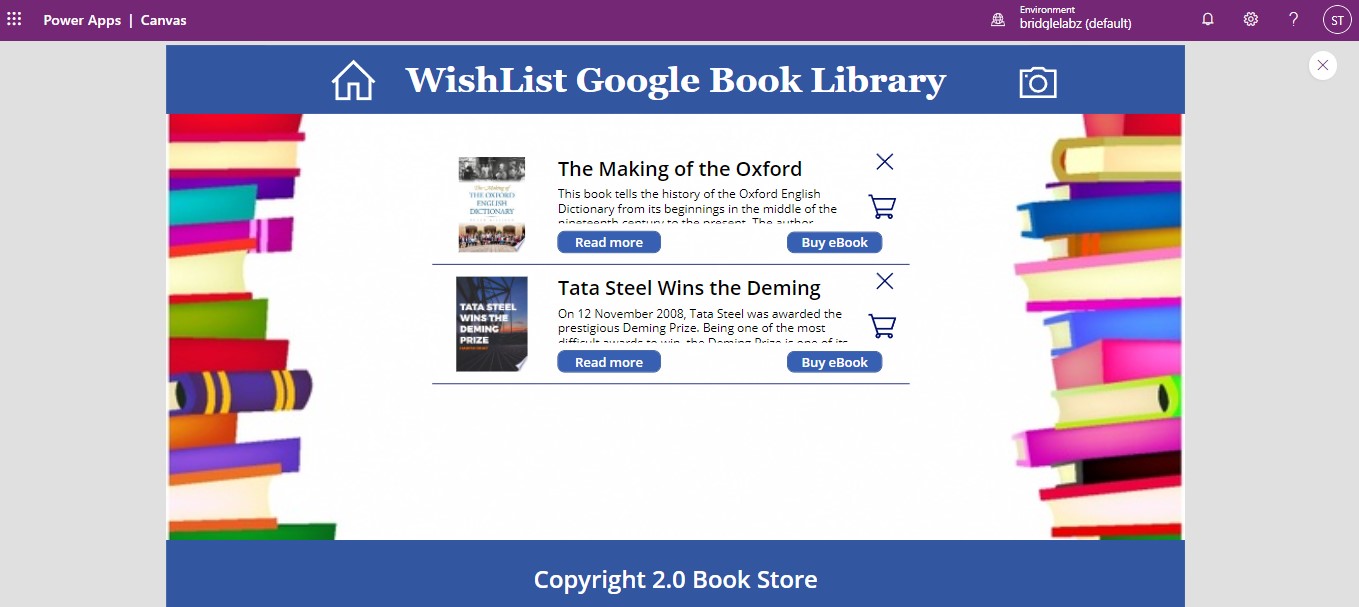 Power Apps | Canvas
Environment
bridglelabz (default)
ST
WishList Google Book Library
The Making of
THE OXFORD
ENGLISH
DICTIONARY
The Making of the Oxford
This book tells the history of the Oxford English
Dictionary from its beginnings in the middle of the
nineteenth century to the present. The author
Read more
Buy eBook
TATA STEEL
WINS THE
DEMING
PRIZE
Tata Steel Wins the Deming
On 12 November 2008, Tata Steel was awarded the
prestigious Deming Prize. Being one of the most
difficult awards to win, the Deming Prize is one of its
Read more
Buy eBook
Copyright 2.0 Book Store